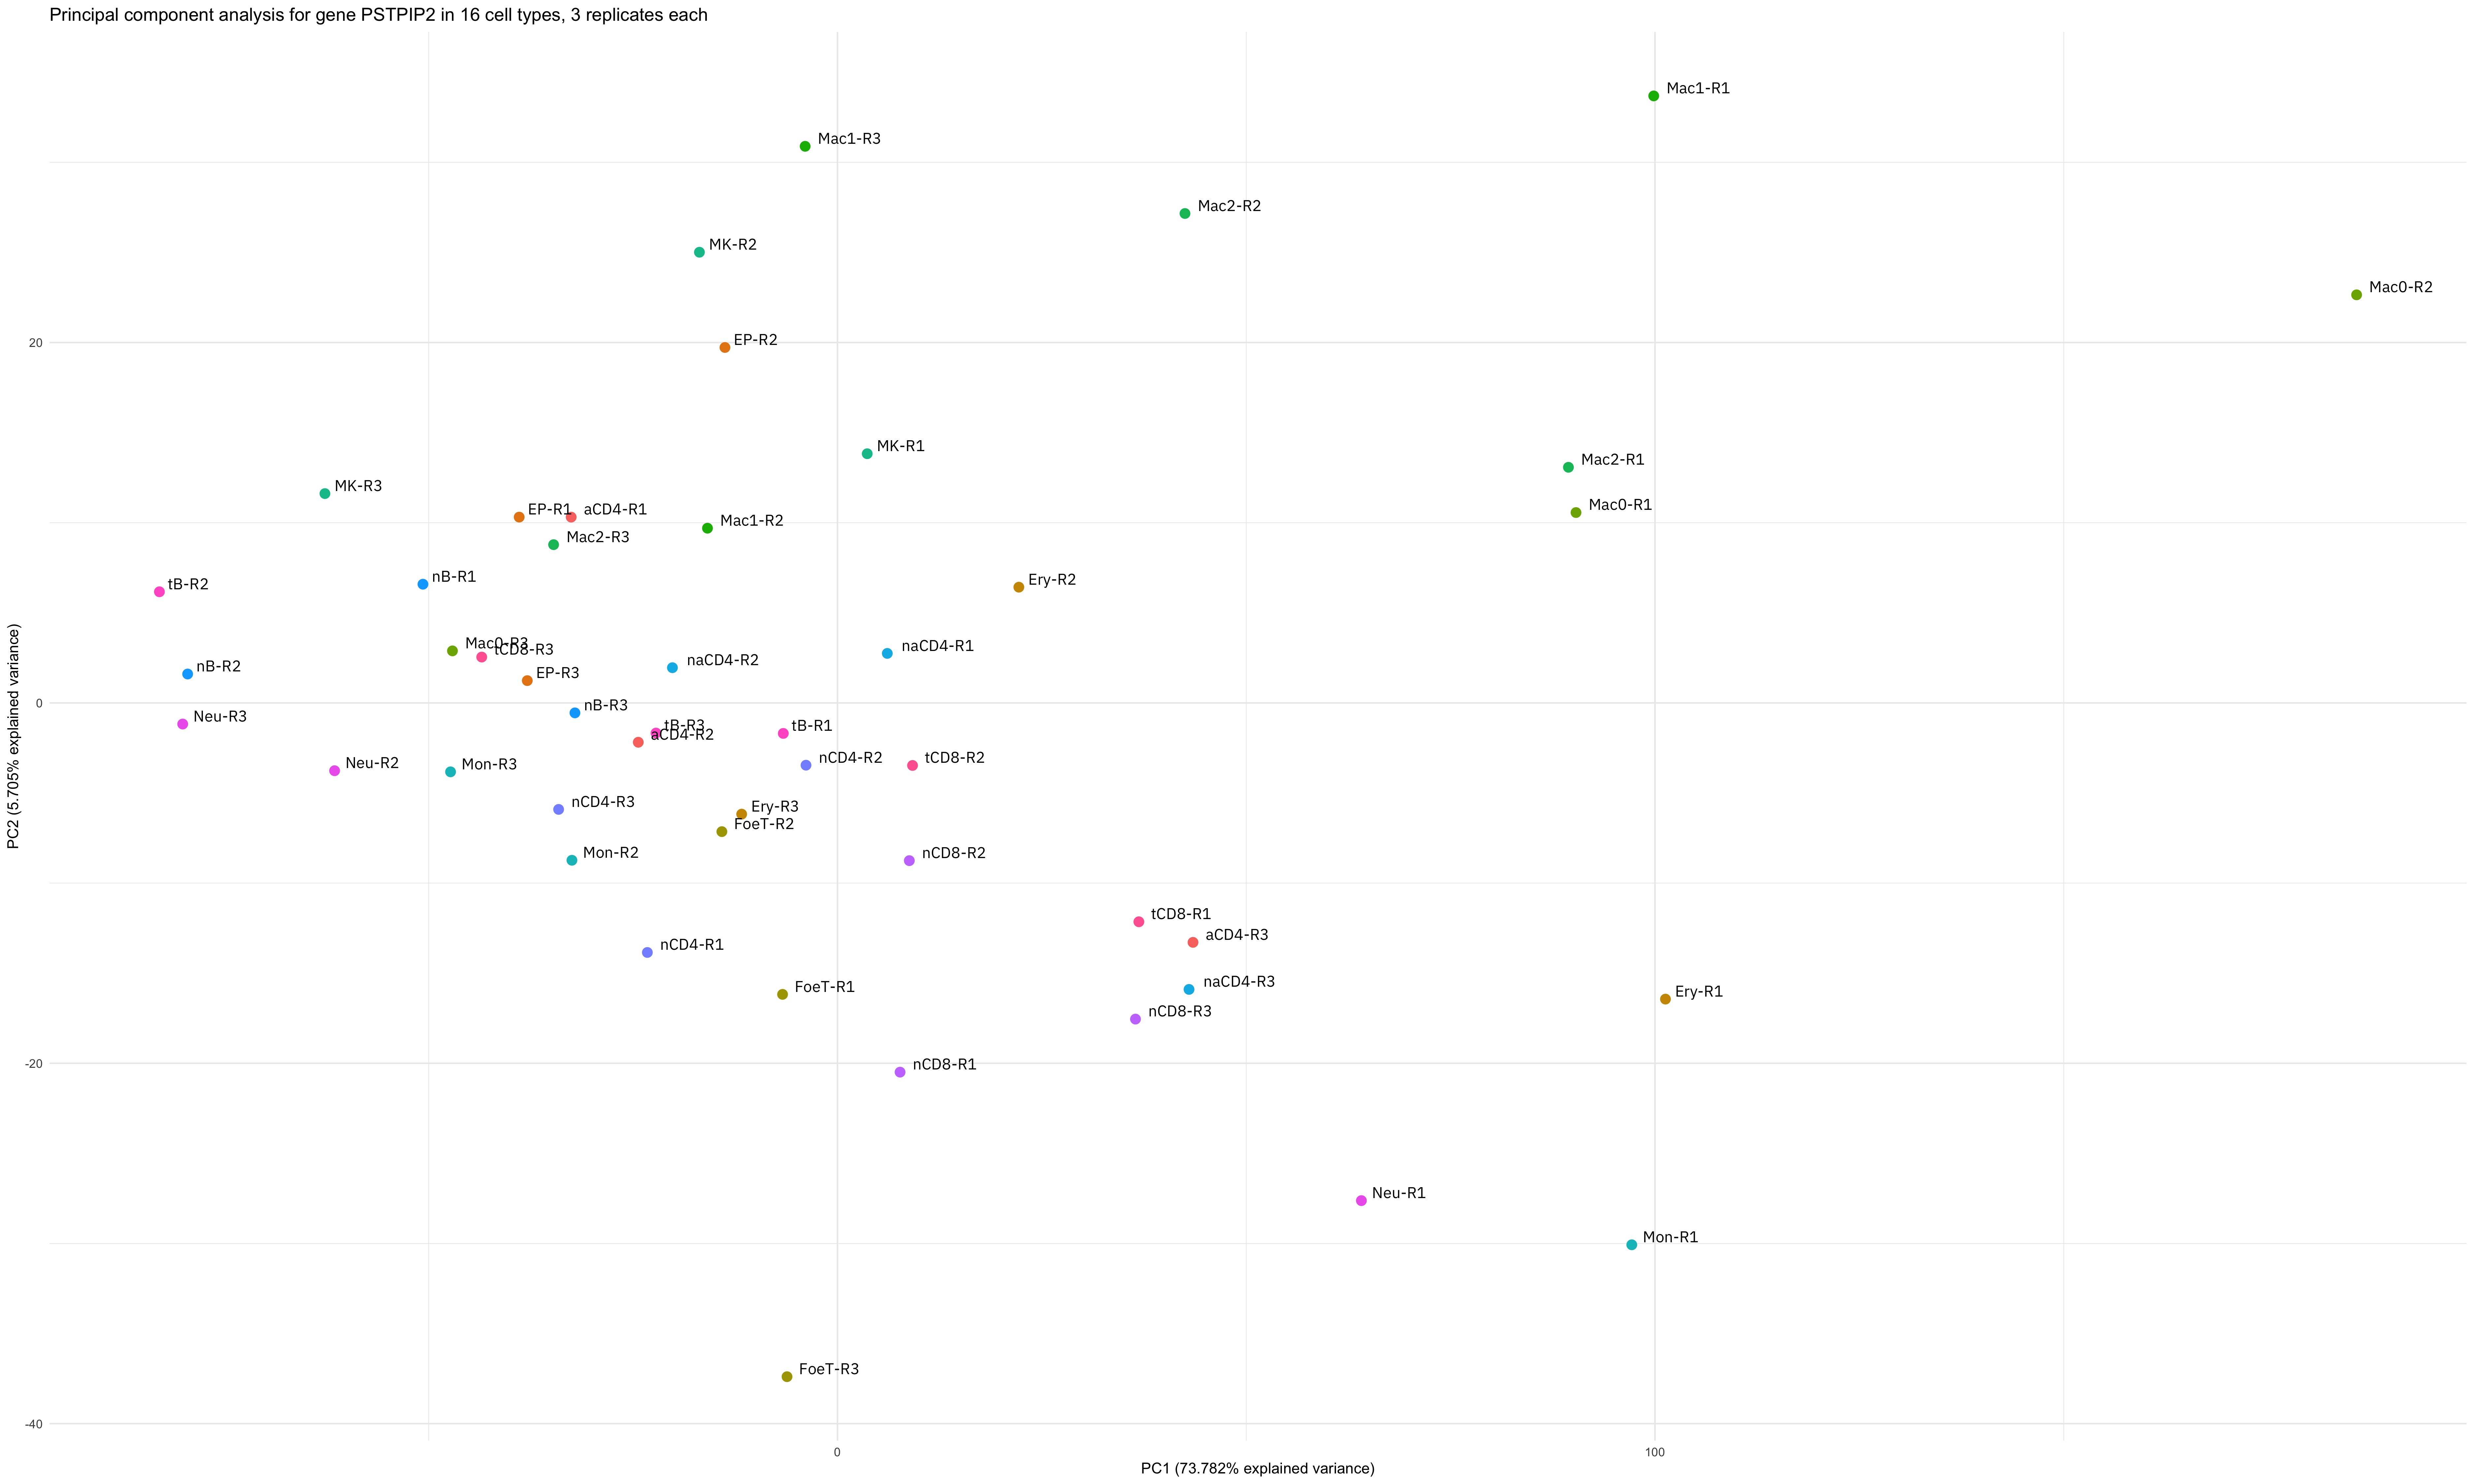 Principal component analysis for gene PSTPIP2 in 16 cell types, 3 replicates each
Mac1-R1
Mac1-R3
Mac2-R2
MK-R2
Mac0-R2
EP-R2
20
MK-R1
Mac2-R1
MK-R3
Mac0-R1
EP-R1
aCD4-R1
Mac1-R2
Mac2-R3
nB-R1
Ery-R2
tB-R2
Mac0-R3
naCD4-R1
tCD8-R3
naCD4-R2
nB-R2
EP-R3
0
nB-R3
Neu-R3
tB-R3
tB-R1
aCD4-R2
nCD4-R2
tCD8-R2
Neu-R2
Mon-R3
nCD4-R3
Ery-R3
FoeT-R2
Mon-R2
nCD8-R2
tCD8-R1
aCD4-R3
nCD4-R1
naCD4-R3
FoeT-R1
Ery-R1
nCD8-R3
-20
nCD8-R1
Neu-R1
Mon-R1
FoeT-R3
-40
0
100
PC1 (73.782% explained variance)
PC2 (5.705% explained variance)